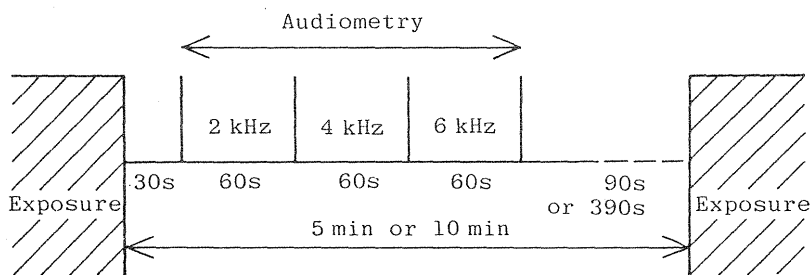 Audiometry
2 kHz 4 kHz 6 kHz
30s 60s 60s 60s 90s
Exposure or 390s Exposure
5 min or 10 min